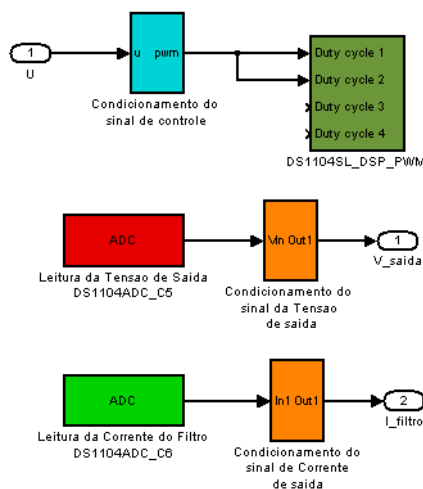 1
U
u pwm
Condicionamento do
sinal de controle
Duty cycle 1
Duty cycle 2
Duty cycle 3
Duty cycle 4
DS1104SL_DSP_PWM
ADC
Leitura da Tensao de Saida
DS1104ADC_C5
Vin Out1
Condicionamento do
sinal da Tensao
de saida
1
V_saida
ADC
Leitura da Corrente do Filtro
DS1104ADC_C6
In1 Out1
Condicionamento do
sinal de Corrente
de saida
2
I_filtro